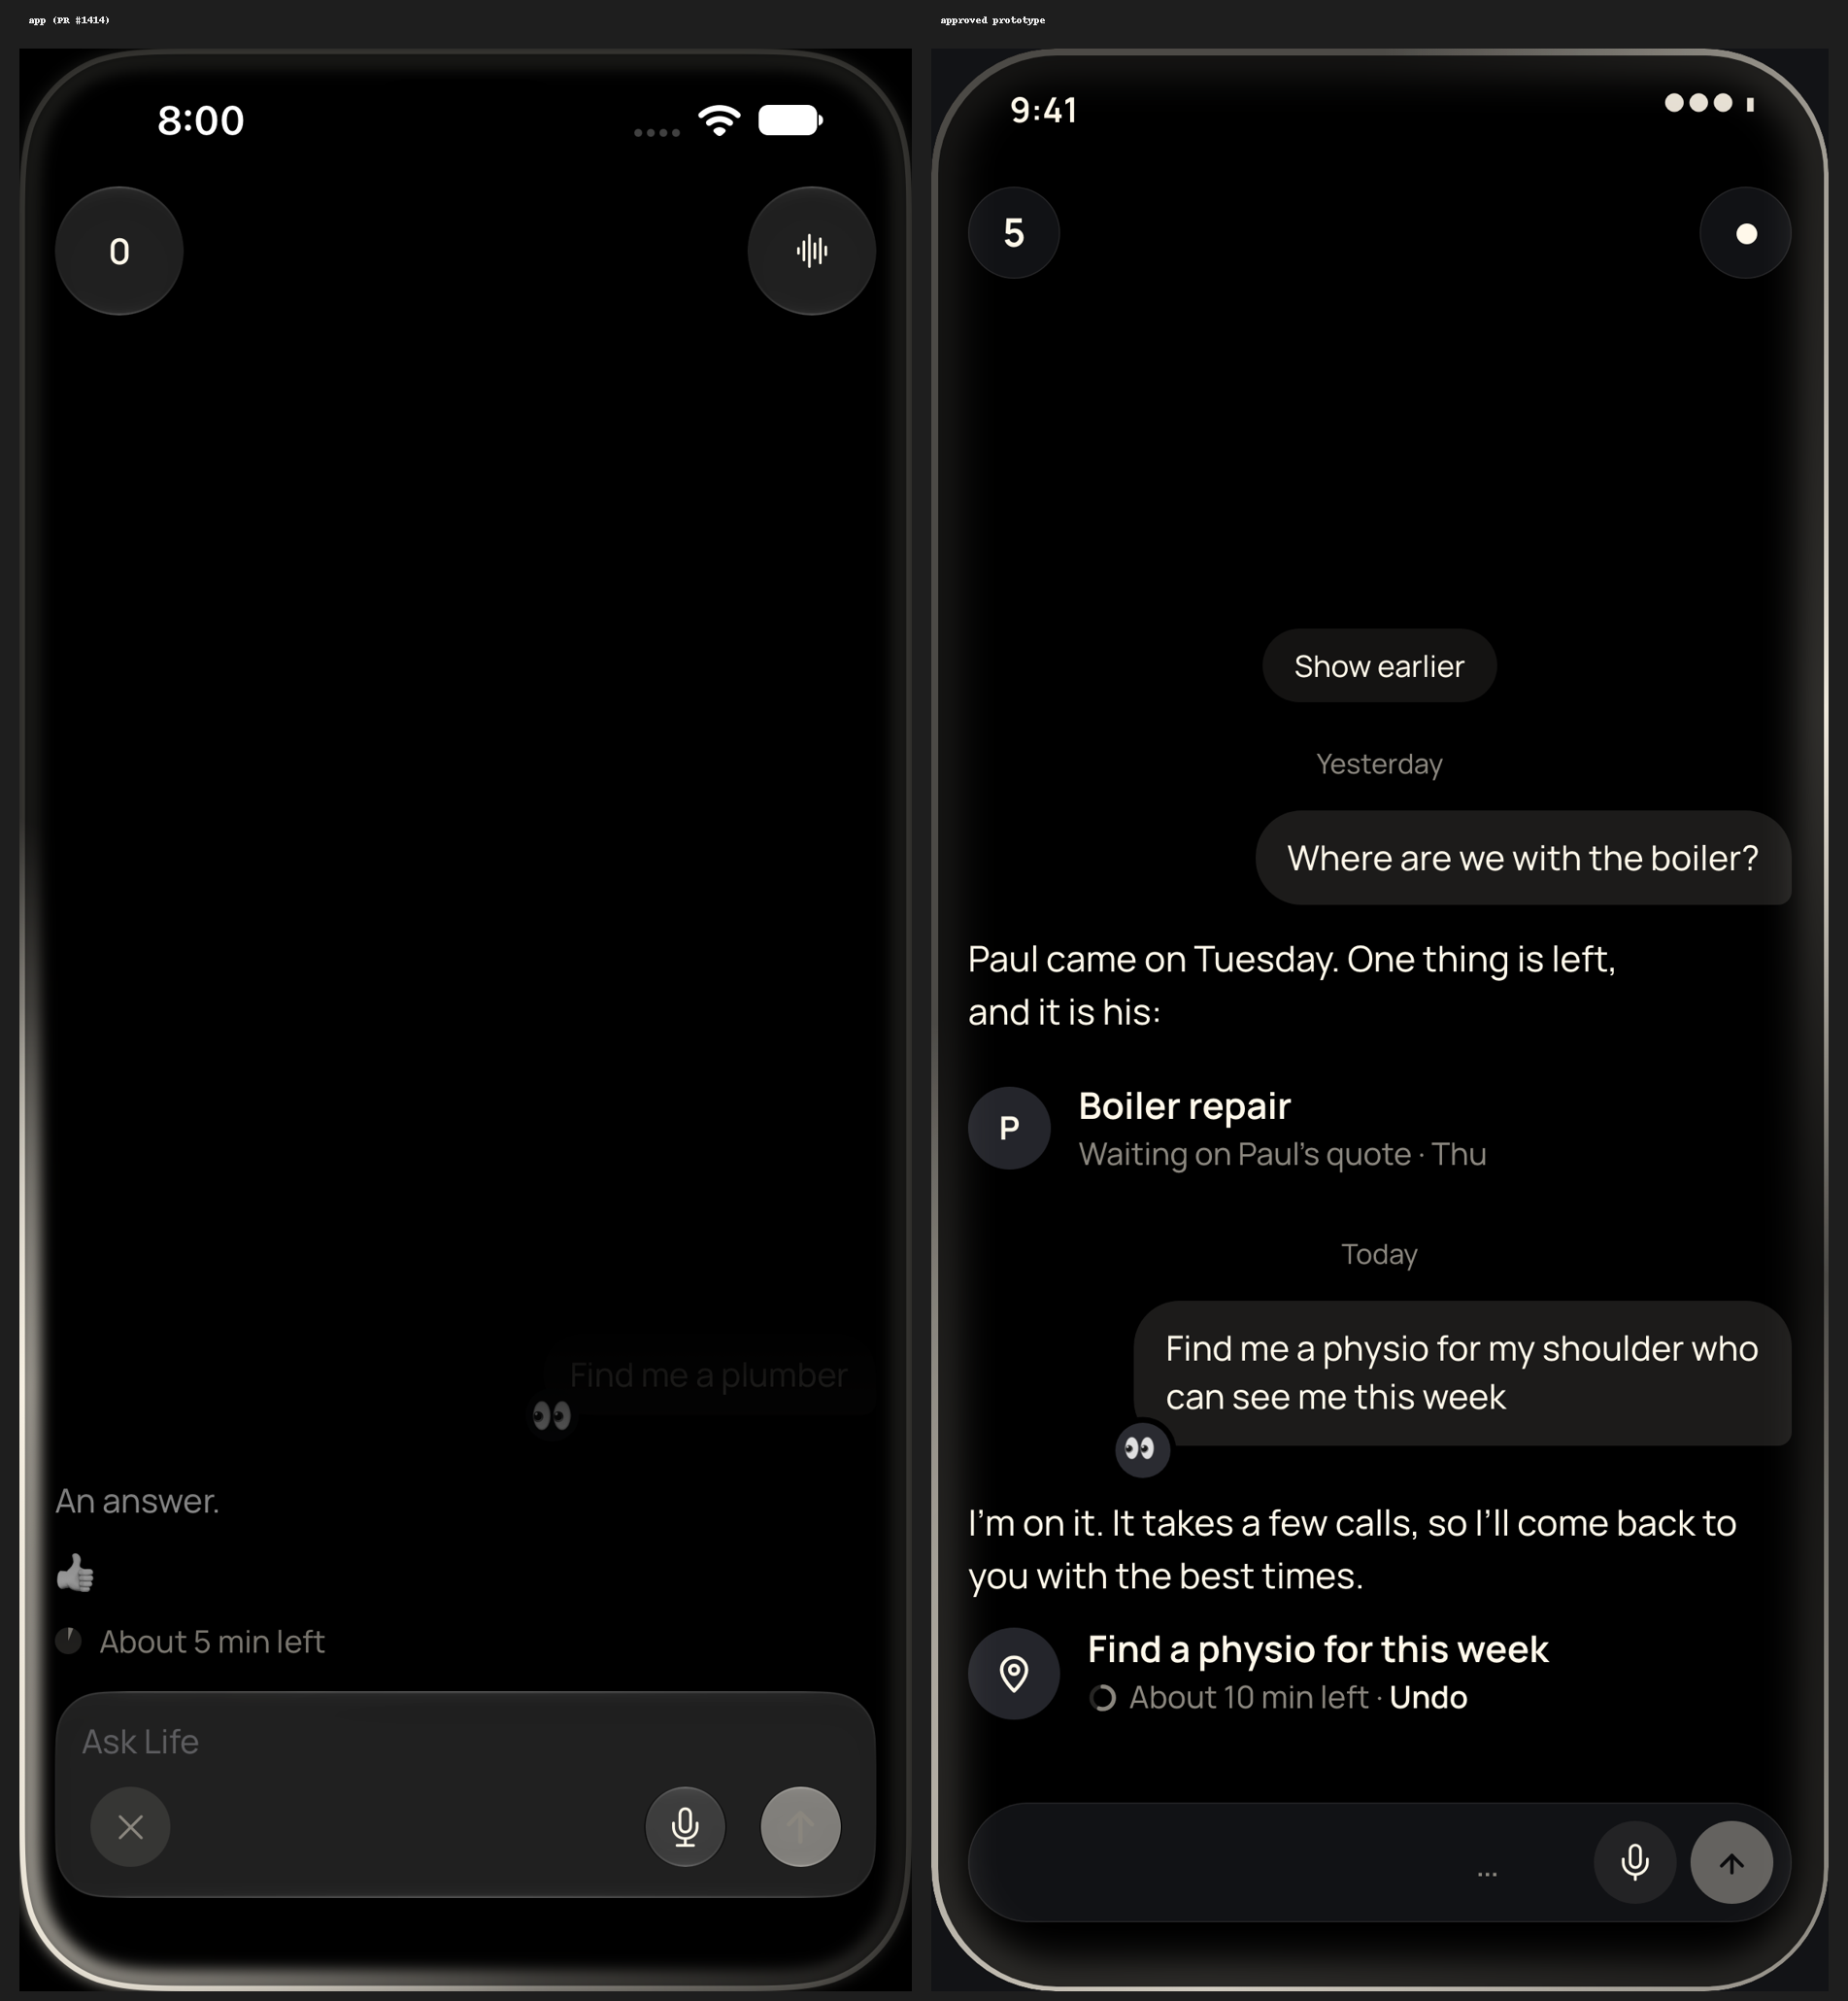 app (PR #1414)
8:00
0
Find me a plumber
👀
An answer.
👍
About 5 min left
Ask Life
approved prototype
9:41
5
Show earlier
Yesterday
Where are we with the boiler?
Paul came on Tuesday. One thing is left,
and it is his:
P
Boiler repair
Waiting on Paul’s quote · Thu
Today
Find me a physio for my shoulder who
can see me this week
👀
I’m on it. It takes a few calls, so I’ll come back to
you with the best times.
Find a physio for this week
About 10 min left · Undo
...